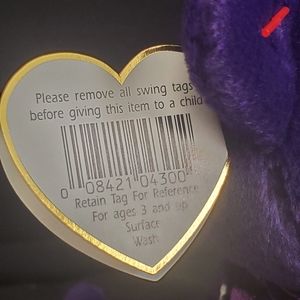 Please remove all swing tags
before giving this item to a child
0 08421 04300
Retain Tag For Reference
For ages 3 and up
Surface
Wash